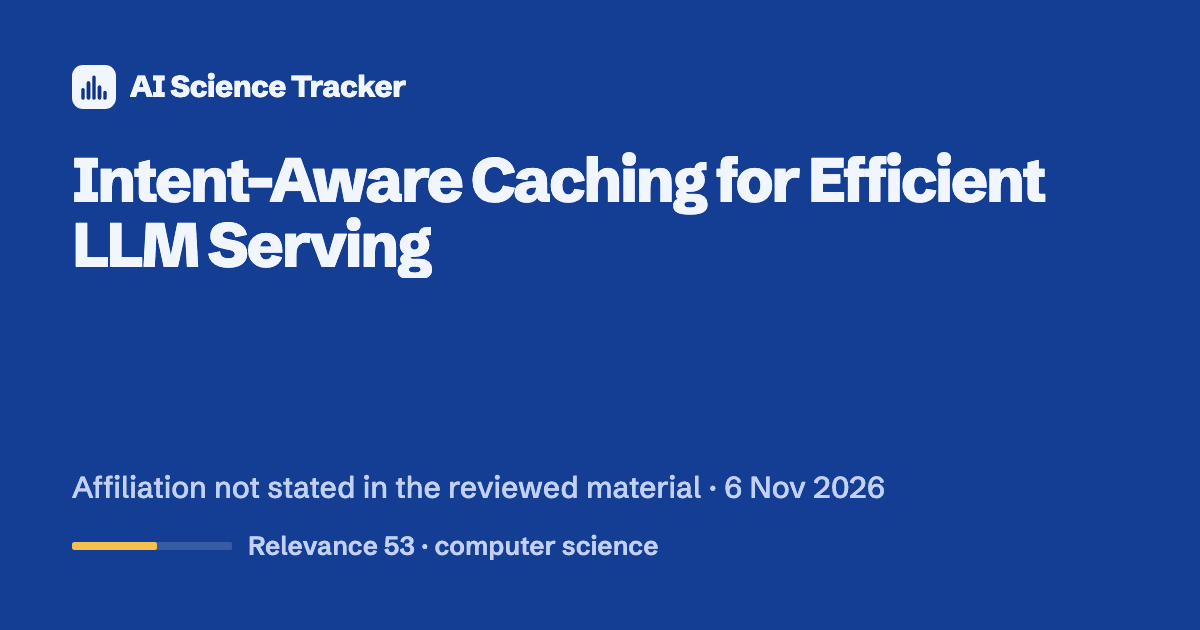 AI Science Tracker
Intent-Aware Caching for Efficient
LLM Serving
Affiliation not stated in the reviewed material · 6 Nov 2026
Relevance 53 · computer science